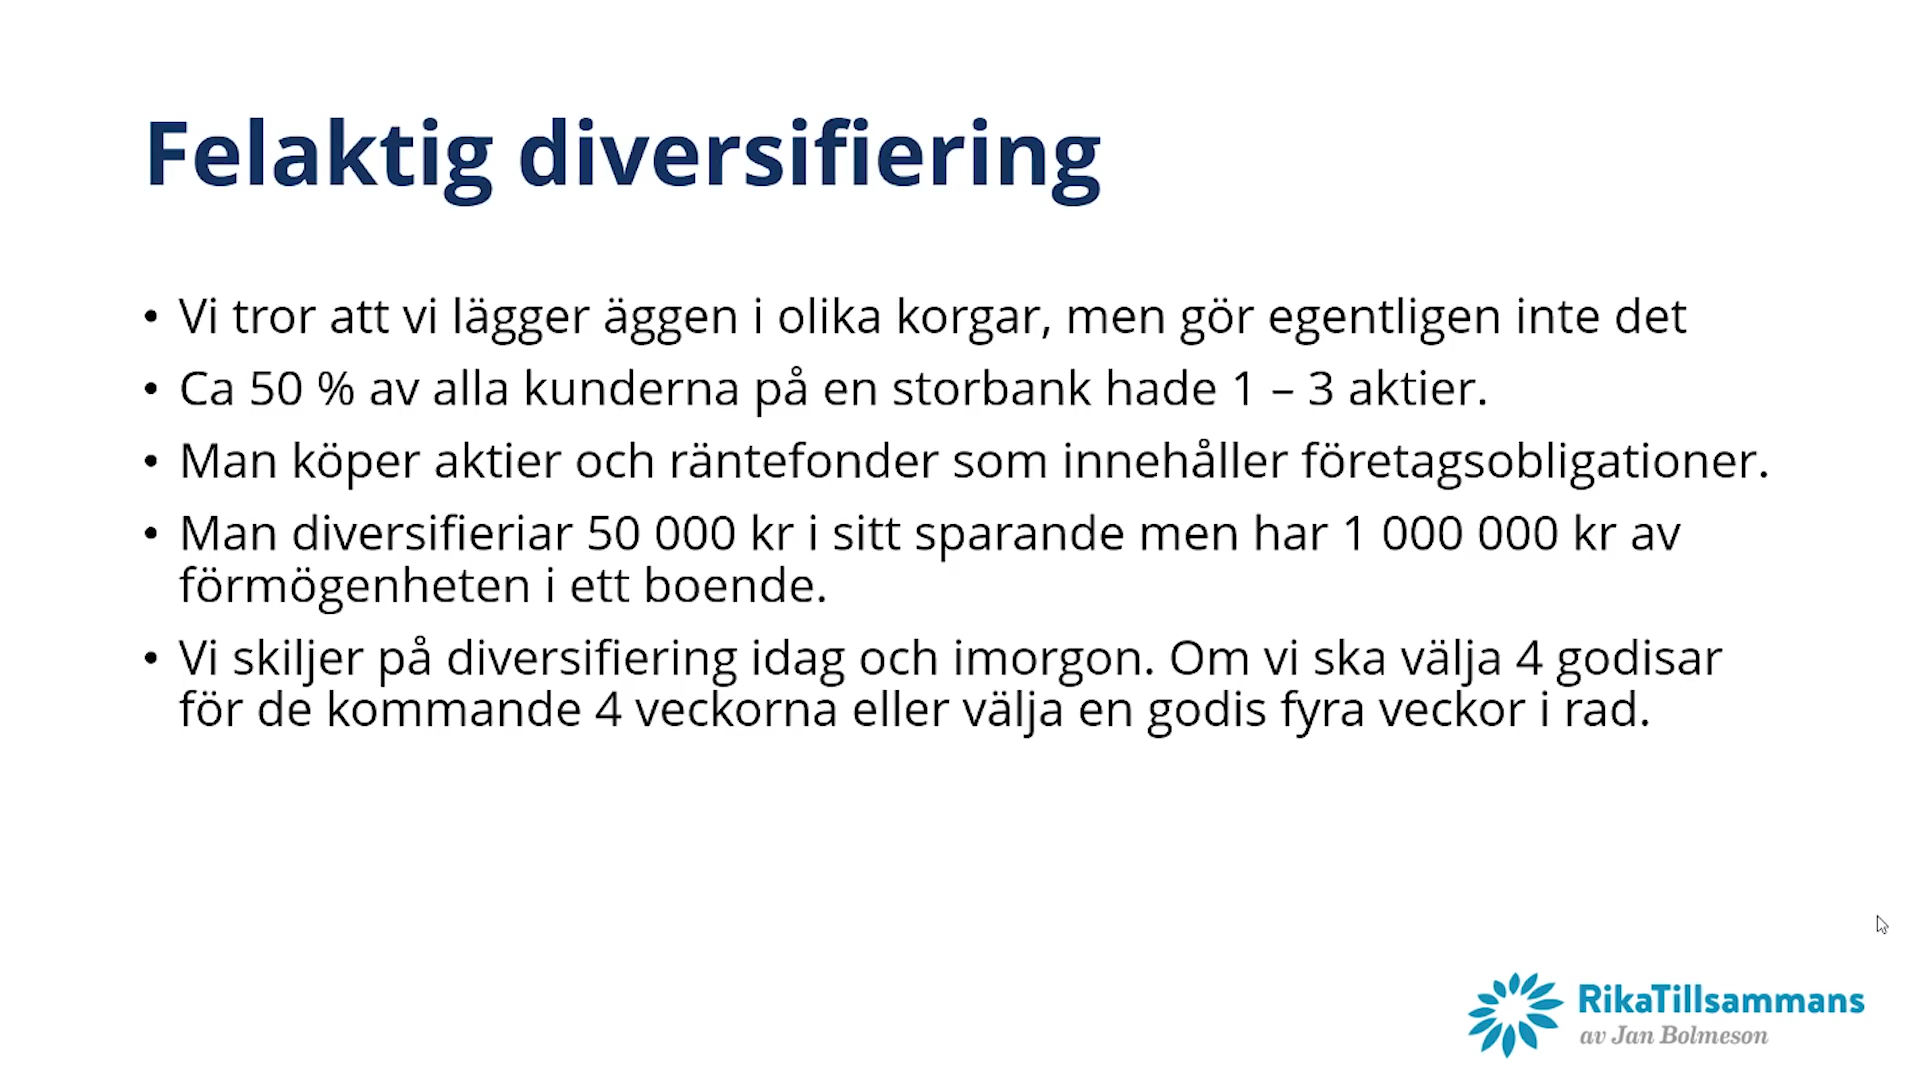 Felaktig diversifiering
• Vi tror att vi lägger äggen i olika korgar, men gör egentligen inte det
• Ca 50 % av alla kunderna på en storbank hade 1 – 3 aktier.
• Man köper aktier och räntefonder som innehåller företagsobligationer.
• Man diversifieriar 50 000 kr i sitt sparande men har 1 000 000 kr av
förmögenheten i ett boende.
• Vi skiljer på diversifiering idag och imorgon. Om vi ska välja 4 godisar
för de kommande 4 veckorna eller välja en godis fyra veckor i rad.
RikaTillsammans
av Jan Bolmeson